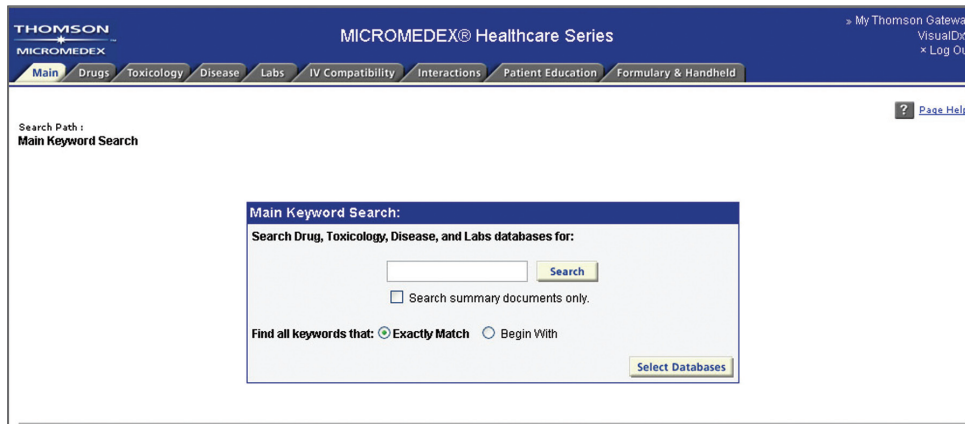 THOMSON
MICROMEDEX
MICROMEDEX® Healthcare Series
» My Thomson Gatewa
VisualDx
× Log Ou
Main Drugs Toxicology Disease Labs IV Compatibility Interactions Patient Education Formulary & Handheld
? Page Help
Search Path :
Main Keyword Search
Main Keyword Search:
Search Drug, Toxicology, Disease, and Labs databases for:
Search
Search summary documents only.
Find all keywords that: Exactly Match Begin With
Select Databases